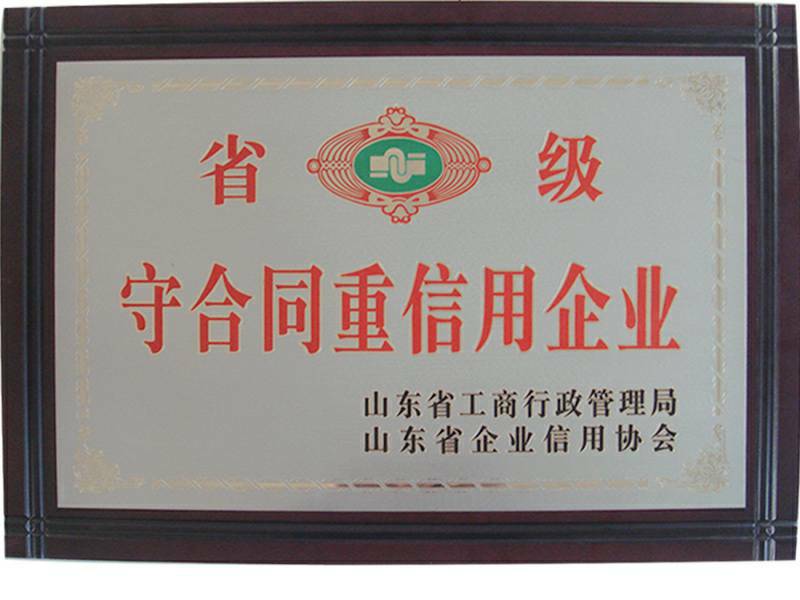 省 级
守合同重信用企业
山东省工商行政管理局
山东省企业信用协会